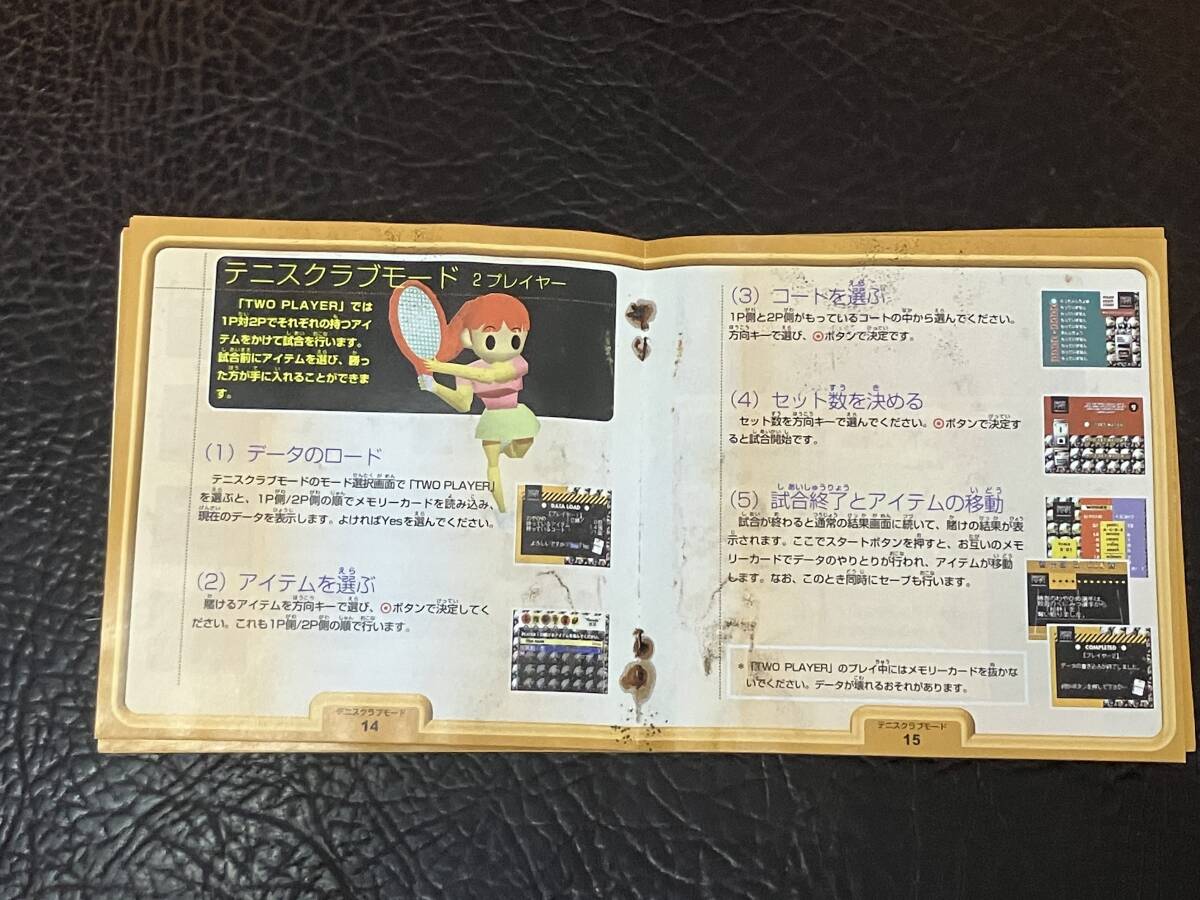 テニスクラブモード 2プレイヤー
「TWO PLAYER」では
1P対2Pでそれぞれの持つアイ
テムをかけて試合を行います。
試合前にアイテムを選び、勝っ
た方が手に入れることができま
す。
(1) データのロード
テニスクラブモードのモード選択画面で「TWO PLAYER」
を選ぶと、1P側/2P側の順でメモリーカードを読み込み、
現在のデータを表示します。よければYesを選んでください。
DATA LOAD
(2) アイテムを選ぶ
賭けるアイテムを方向キーで選び、○ボタンで決定してく
ださい。これも1P側/2P側の順で行います。
テニスクラブモード
14
(3) コートを選ぶ
1P側と2P側がもっているコートの中から選んでください。
方向キーで選び、○ボタンで決定です。
(4) セット数を決める
セット数を方向キーで選んでください。○ボタンで決定す
ると試合開始です。
(5) 試合終了とアイテムの移動
試合が終わると通常の結果画面に続いて、賭けの結果が表
示されます。ここでスタートボタンを押すと、お互いのメモ
リーカードでデータのやりとりが行われ、アイテムが移動
します。なお、このとき同時にセーブも行います。
COMPLETED
*「TWO PLAYER」のプレイ中にはメモリーカードを抜かな
いでください。データが壊れるおそれがあります。
テニスクラブモード
15